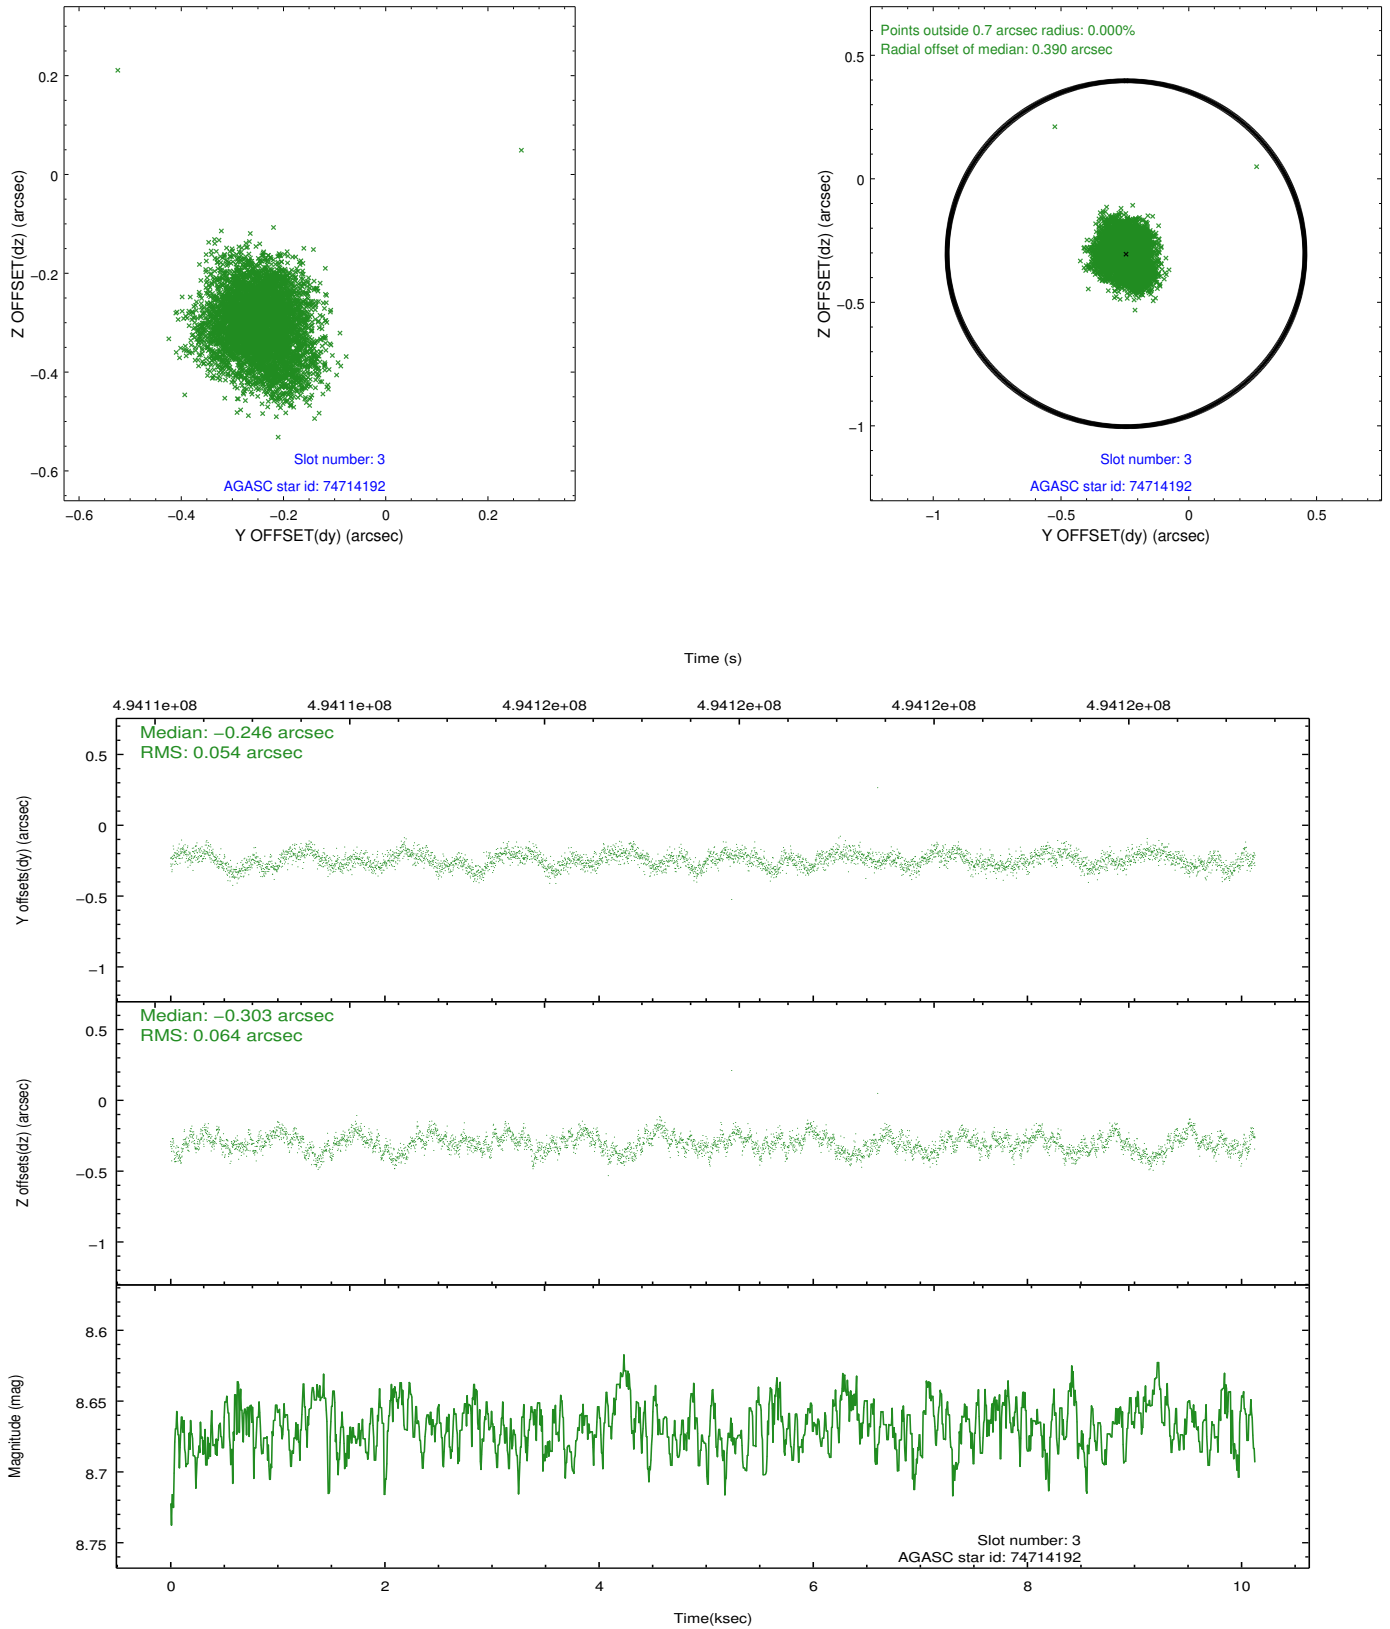 0.2
0
−0.2
−0.4
−0.6
Z OFFSET(dz) (arcsec)
Slot number: 3
AGASC star id: 74714192
−0.6 −0.4 −0.2 0 0.2
Y OFFSET(dy) (arcsec)
Points outside 0.7 arcsec radius: 0.000%
Radial offset of median: 0.390 arcsec
0.5
0
−0.5
−1
Z OFFSET(dz) (arcsec)
Slot number: 3
AGASC star id: 74714192
−1 −0.5 0 0.5
Y OFFSET(dy) (arcsec)
Time (s)
4.9411e+08 4.9411e+08 4.9412e+08 4.9412e+08 4.9412e+08 4.9412e+08
Median: −0.246 arcsec
RMS: 0.054 arcsec
0.5
0
−0.5
−1
Y offsets(dy) (arcsec)
Median: −0.303 arcsec
RMS: 0.064 arcsec
0.5
0
−0.5
−1
Z offsets(dz) (arcsec)
8.6
8.65
8.7
8.75
Magnitude (mag)
Slot number: 3
AGASC star id: 74714192
0 2 4 6 8 10
Time(ksec)